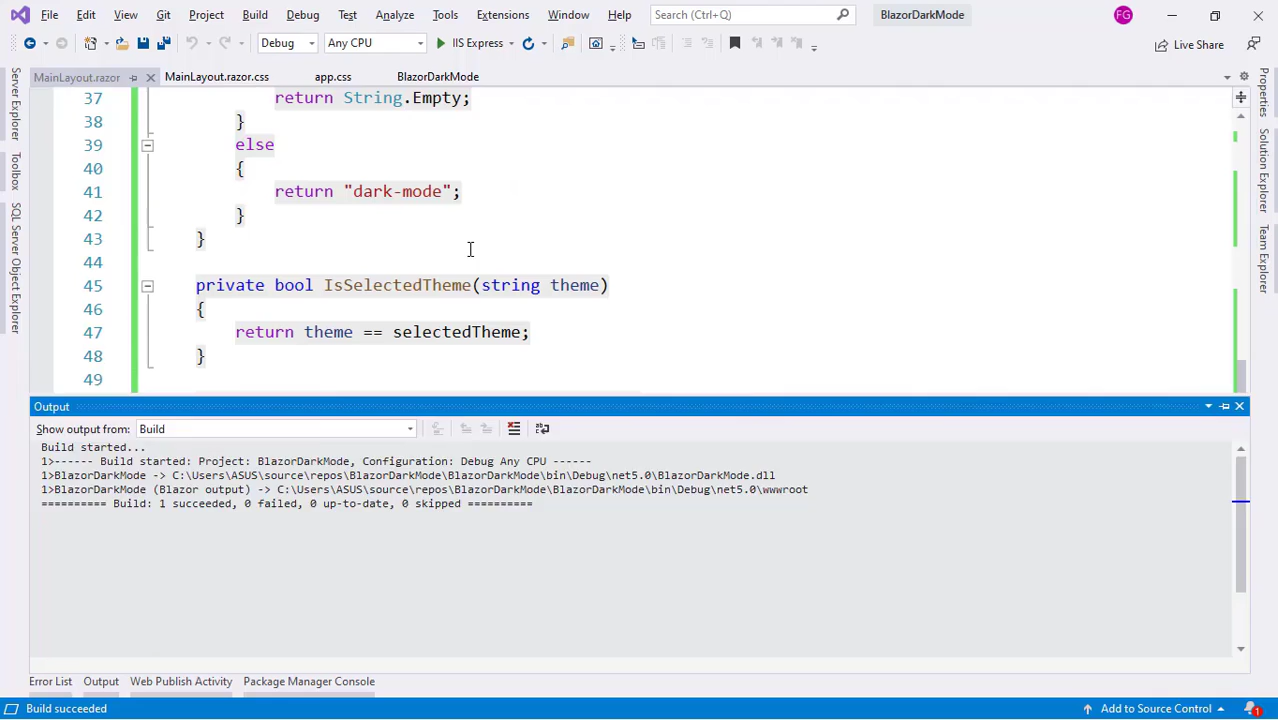 File Edit View Git Project Build Debug Test Analyze Tools Extensions Window Help Search (Ctrl+Q) BlazorDarkMode FG
Debug Any CPU IIS Express Live Share
MainLayout.razor MainLayout.razor.css app.css BlazorDarkMode
Server Explorer
Toolbox
SQL Server Object Explorer
Properties
Solution Explorer
Team Explorer
37 return String.Empty;
38 }
39 else
40 {
41 return "dark-mode";
42 }
43 }
44
45 private bool IsSelectedTheme(string theme)
46 {
47 return theme == selectedTheme;
48 }
49
Output
Show output from: Build
Build started...
1>------ Build started: Project: BlazorDarkMode, Configuration: Debug Any CPU ------
1>BlazorDarkMode -> C:\Users\ASUS\source\repos\BlazorDarkMode\BlazorDarkMode\bin\Debug\net5.0\BlazorDarkMode.dll
1>BlazorDarkMode (Blazor output) -> C:\Users\ASUS\source\repos\BlazorDarkMode\BlazorDarkMode\bin\Debug\net5.0\wwwroot
========== Build: 1 succeeded, 0 failed, 0 up-to-date, 0 skipped ==========
Error List Output Web Publish Activity Package Manager Console
Build succeeded Add to Source Control 1